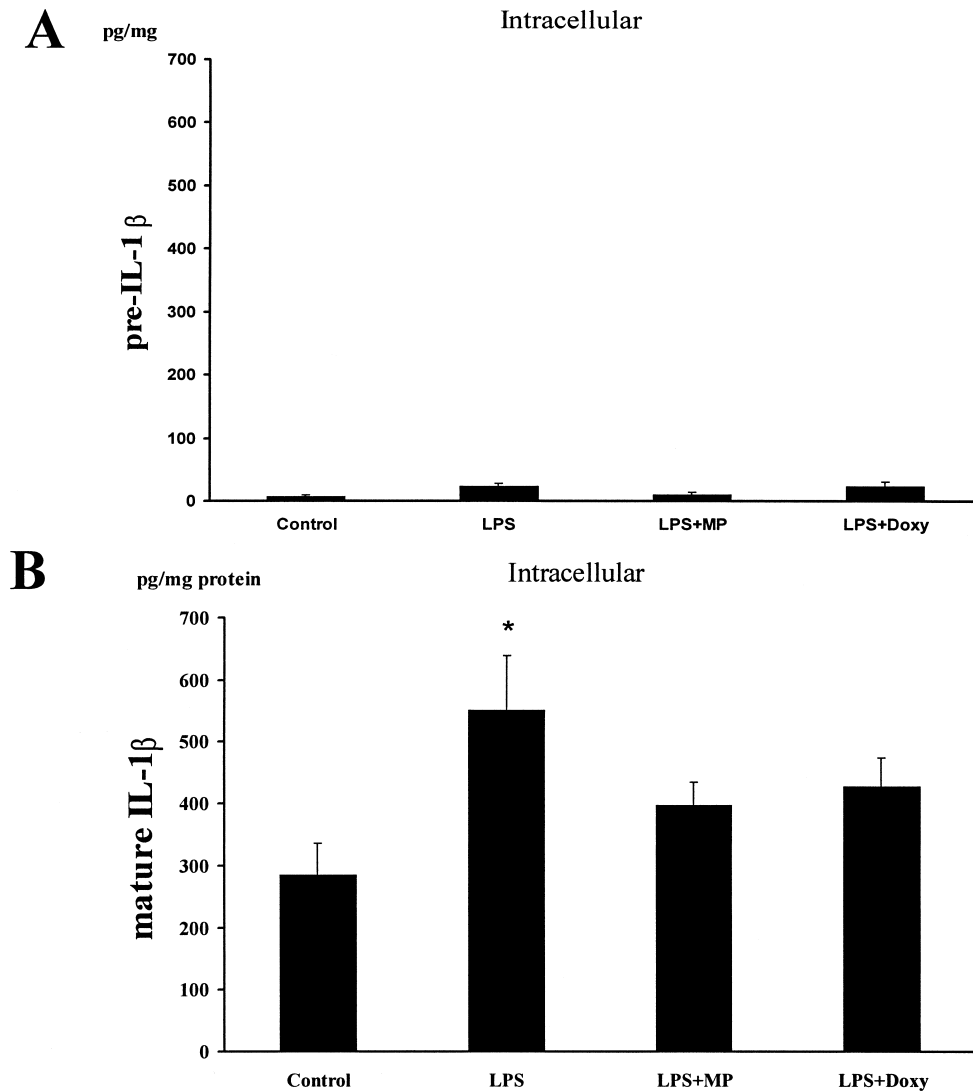 A
pg/mg
Intracellular
700
600
500
400
300
200
100
0
pre-IL-1 β
Control LPS LPS+MP LPS+Doxy
B
pg/mg protein
Intracellular
700
600
500
400
300
200
100
0
mature IL-1β
*
Control LPS LPS+MP LPS+Doxy